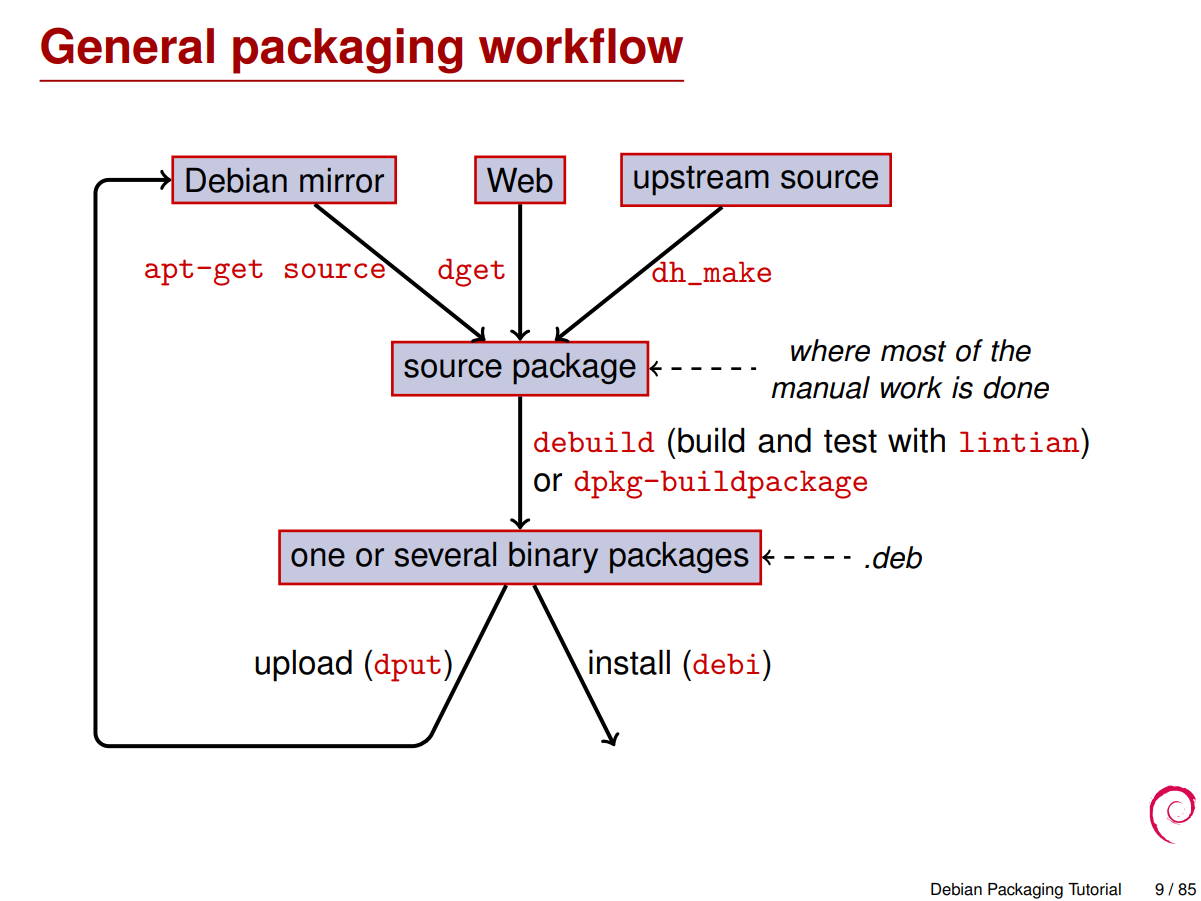 General packaging workflow
Debian mirror
Web
upstream source
apt-get source
dget
dh_make
source package
where most of the
manual work is done
debuild (build and test with lintian)
or dpkg-buildpackage
one or several binary packages
.deb
upload (dput)
install (debi)
Debian Packaging Tutorial
9 / 85